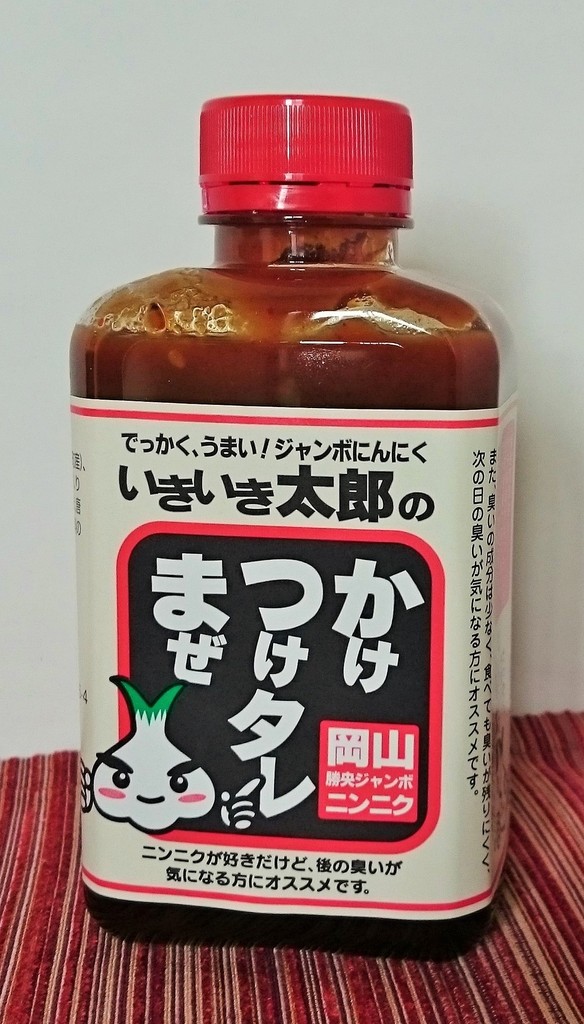 でっかく、うまい!ジャンボにんにく
いきいき太郎の
かけ
つけタレ
まぜ
岡山
勝央ジャンボ
ニンニク
ニンニクが好きだけど、後の臭いが
気になる方にオススメです。
また、臭いの成分は少なく、食べても臭いが残りにくく、
次の日の臭いが気になる方にオススメです。